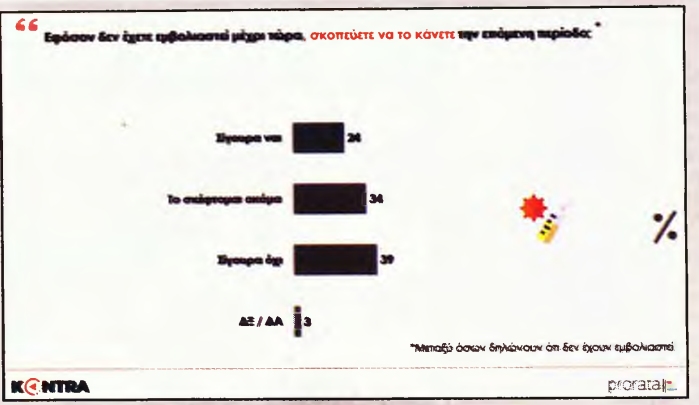 “ Εφόσον δεν έχετε εμβολιαστεί μέχρι τώρα, σκοπεύετε να το κάνετε την επόμενη περίοδο; *
Σίγουρα ναι 24
Το σκέφτομαι ακόμα 34
Σίγουρα όχι 39
ΔΞ / ΔΑ 3
%
*Μεταξύ όσων δηλώνουν ότι δεν έχουν εμβολιαστεί
KONTRA
prorata